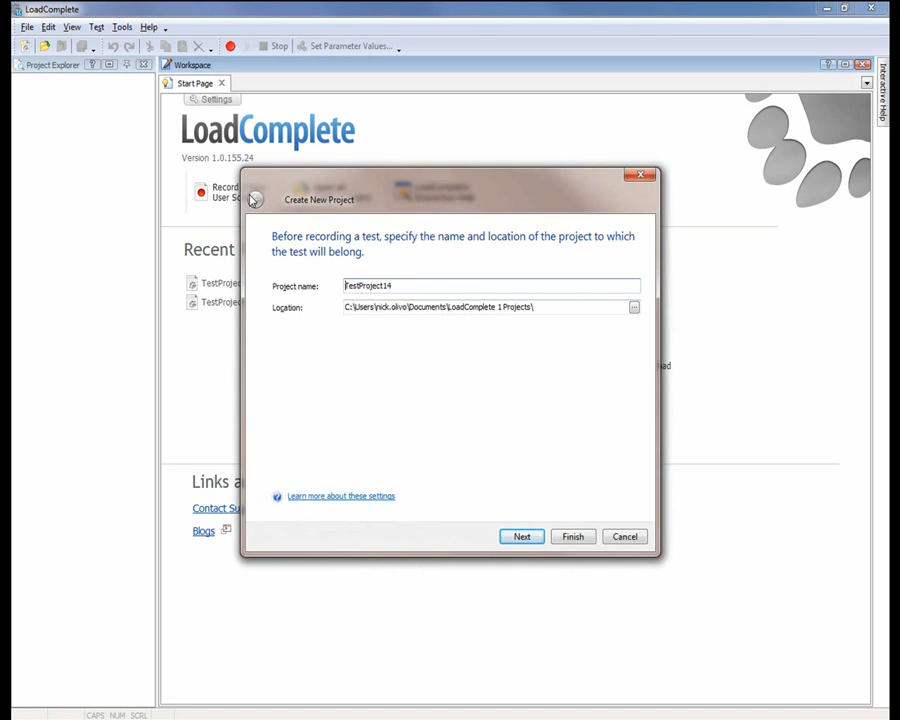 LoadComplete
File Edit View Test Tools Help
Stop Set Parameter Values...
Project Explorer
Workspace
Start Page
Interactive Help
Settings
LoadComplete
Version 1.0.155.24
Record
User Sc
Create New Project
Before recording a test, specify the name and location of the project to which
the test will belong.
Recent
TestProjec
TestProjec
Project name: TestProject14
Location: C:\Users\nick.olivo\Documents\LoadComplete 1 Projects\
...
ad
Links a
Contact Su
Blogs
Learn more about these settings
Next Finish Cancel
CAPS NUM SCRL